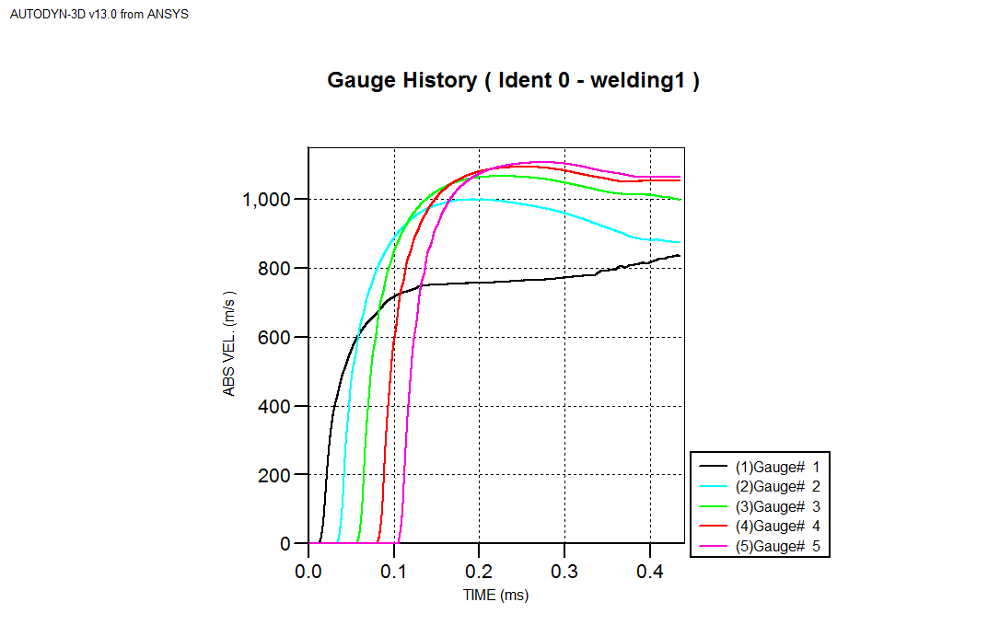 AUTODYN-3D v13.0 from ANSYS
Gauge History ( Ident 0 - welding1 )
ABS VEL. (m/s )
1,000
800
600
400
200
0
0.0 0.1 0.2 0.3 0.4
TIME (ms)
(1)Gauge# 1
(2)Gauge# 2
(3)Gauge# 3
(4)Gauge# 4
(5)Gauge# 5